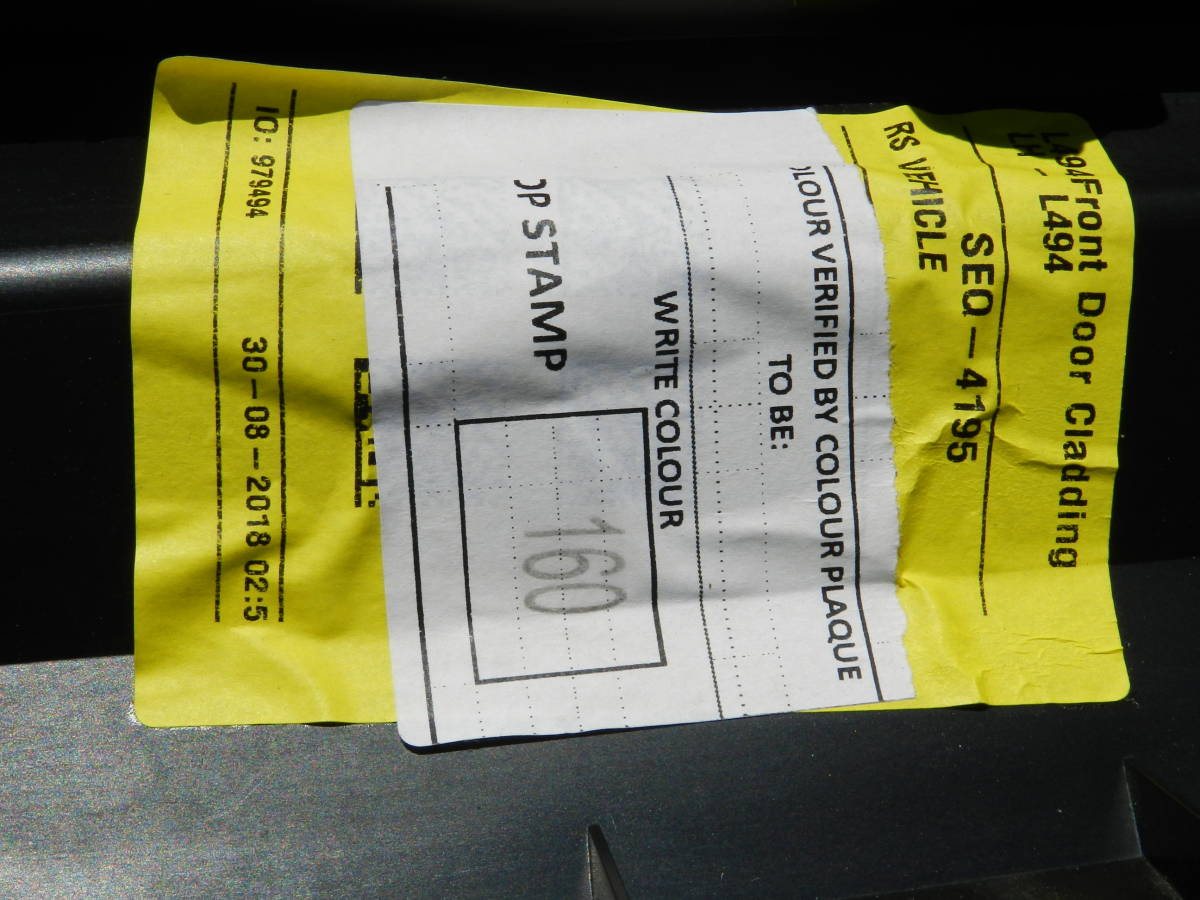 L494Front Door Cladding
LH - L494
SEQ-4195
RS VEHICLE
OLOUR VERIFIED BY COLOUR PLAQUE
TO BE:
WRITE COLOUR
OP STAMP
160
ID: 979494
30-08-2018 02:5